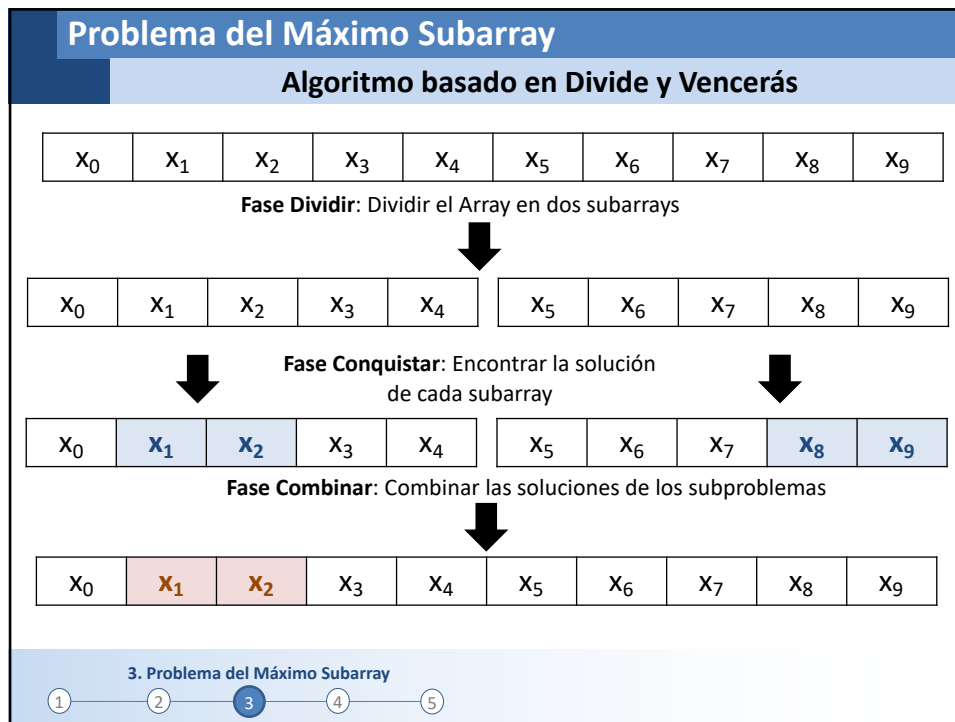 Problema del Máximo Subarray
Algoritmo basado en Divide y Vencerás
x₀ x₁ x₂ x₃ x₄ x₅ x₆ x₇ x₈ x₉
Fase Dividir: Dividir el Array en dos subarrays
x₀ x₁ x₂ x₃ x₄ x₅ x₆ x₇ x₈ x₉
Fase Conquistar: Encontrar la solución
de cada subarray
x₀ x₁ x₂ x₃ x₄ x₅ x₆ x₇ x₈ x₉
Fase Combinar: Combinar las soluciones de los subproblemas
x₀ x₁ x₂ x₃ x₄ x₅ x₆ x₇ x₈ x₉
3. Problema del Máximo Subarray
1 2 3 4 5